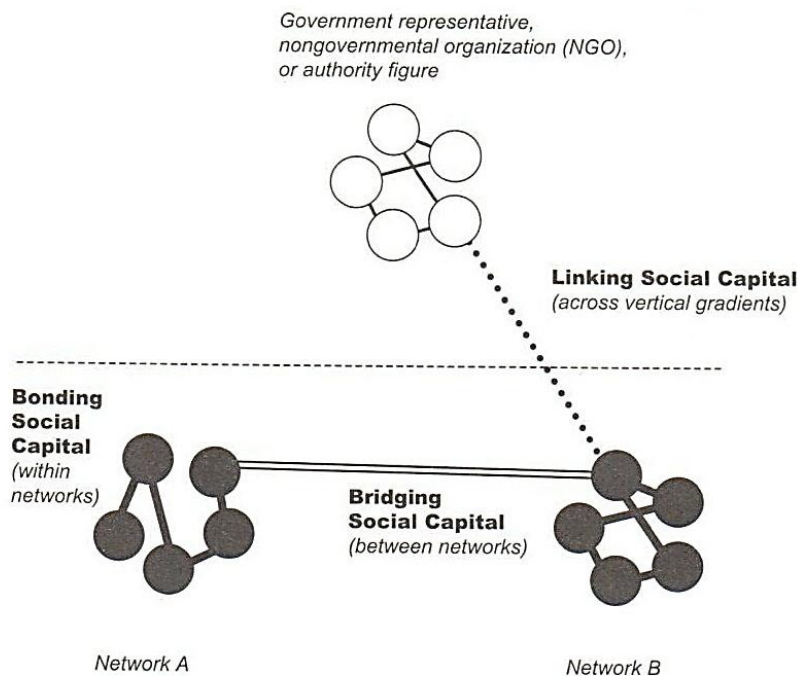 Government representative,
nongovernmental organization (NGO),
or authority figure
Linking Social Capital
(across vertical gradients)
Bonding
Social
Capital
(within
networks)
Bridging
Social Capital
(between networks)
Network A
Network B